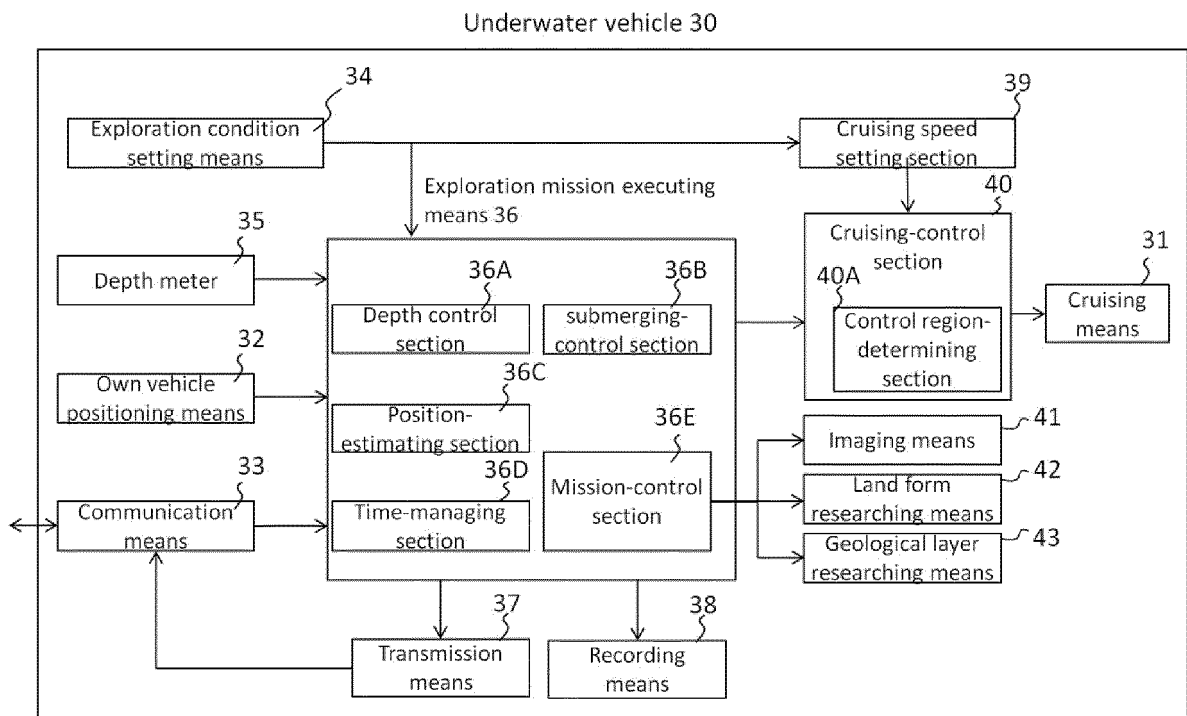 Underwater vehicle 30
34
Exploration condition
setting means
39
Cruising speed
setting section
Exploration mission executing
means 36
40
Cruising-control
section
40A
Control region-
determining
section
31
Cruising
means
35
Depth meter
36A
Depth control
section
36B
submerging-
control section
32
Own vehicle
positioning means
36C
Position-
estimating section
36E
Mission-control
section
41
Imaging means
33
Communication
means
36D
Time-managing
section
42
Land form
researching means
43
Geological layer
researching means
37
Transmission
means
38
Recording
means